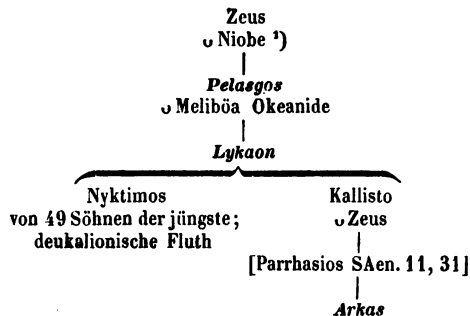 Zeus
ᴗ Niobe ¹)
Pelasgos
ᴗ Meliböa Okeanide
Lykaon
Nyktimos
von 49 Söhnen der jüngste;
deukalionische Fluth
Kallisto
ᴗ Zeus
[Parrhasios SAen. 11, 31]
Arkas